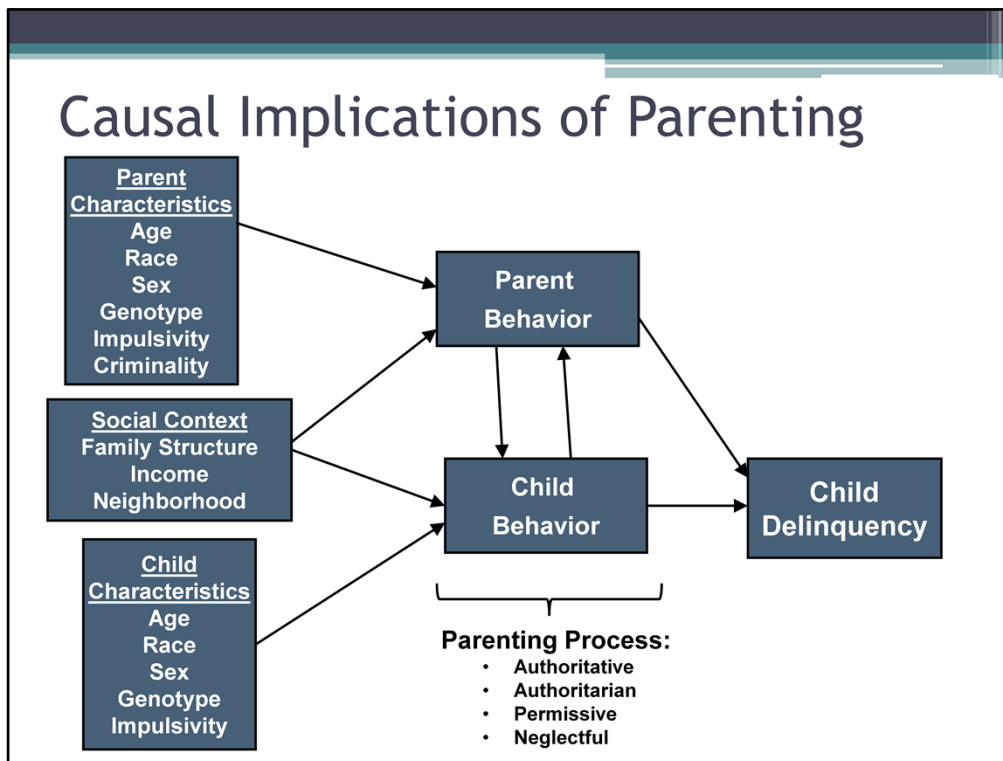 Causal Implications of Parenting
Parent
Characteristics
Age
Race
Sex
Genotype
Impulsivity
Criminality
Social Context
Family Structure
Income
Neighborhood
Child
Characteristics
Age
Race
Sex
Genotype
Impulsivity
Parent
Behavior
Child
Behavior
Child
Delinquency
Parenting Process:
• Authoritative
• Authoritarian
• Permissive
• Neglectful